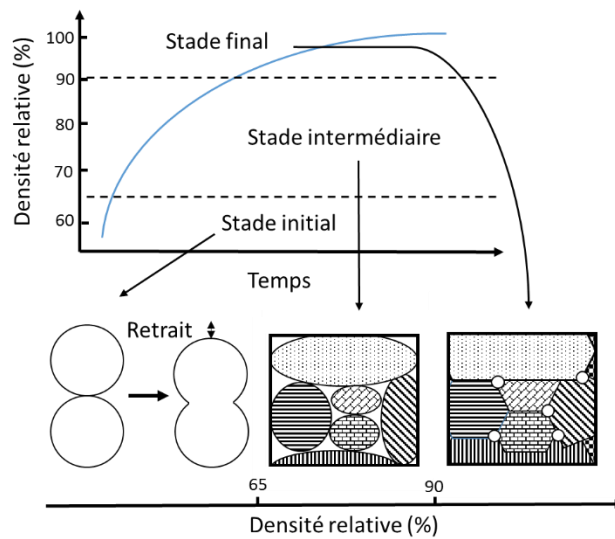 Densité relative (%)
100
90
80
70
60
Stade final
Stade intermédiaire
Stade initial
Temps
Retrait
65
90
Densité relative (%)